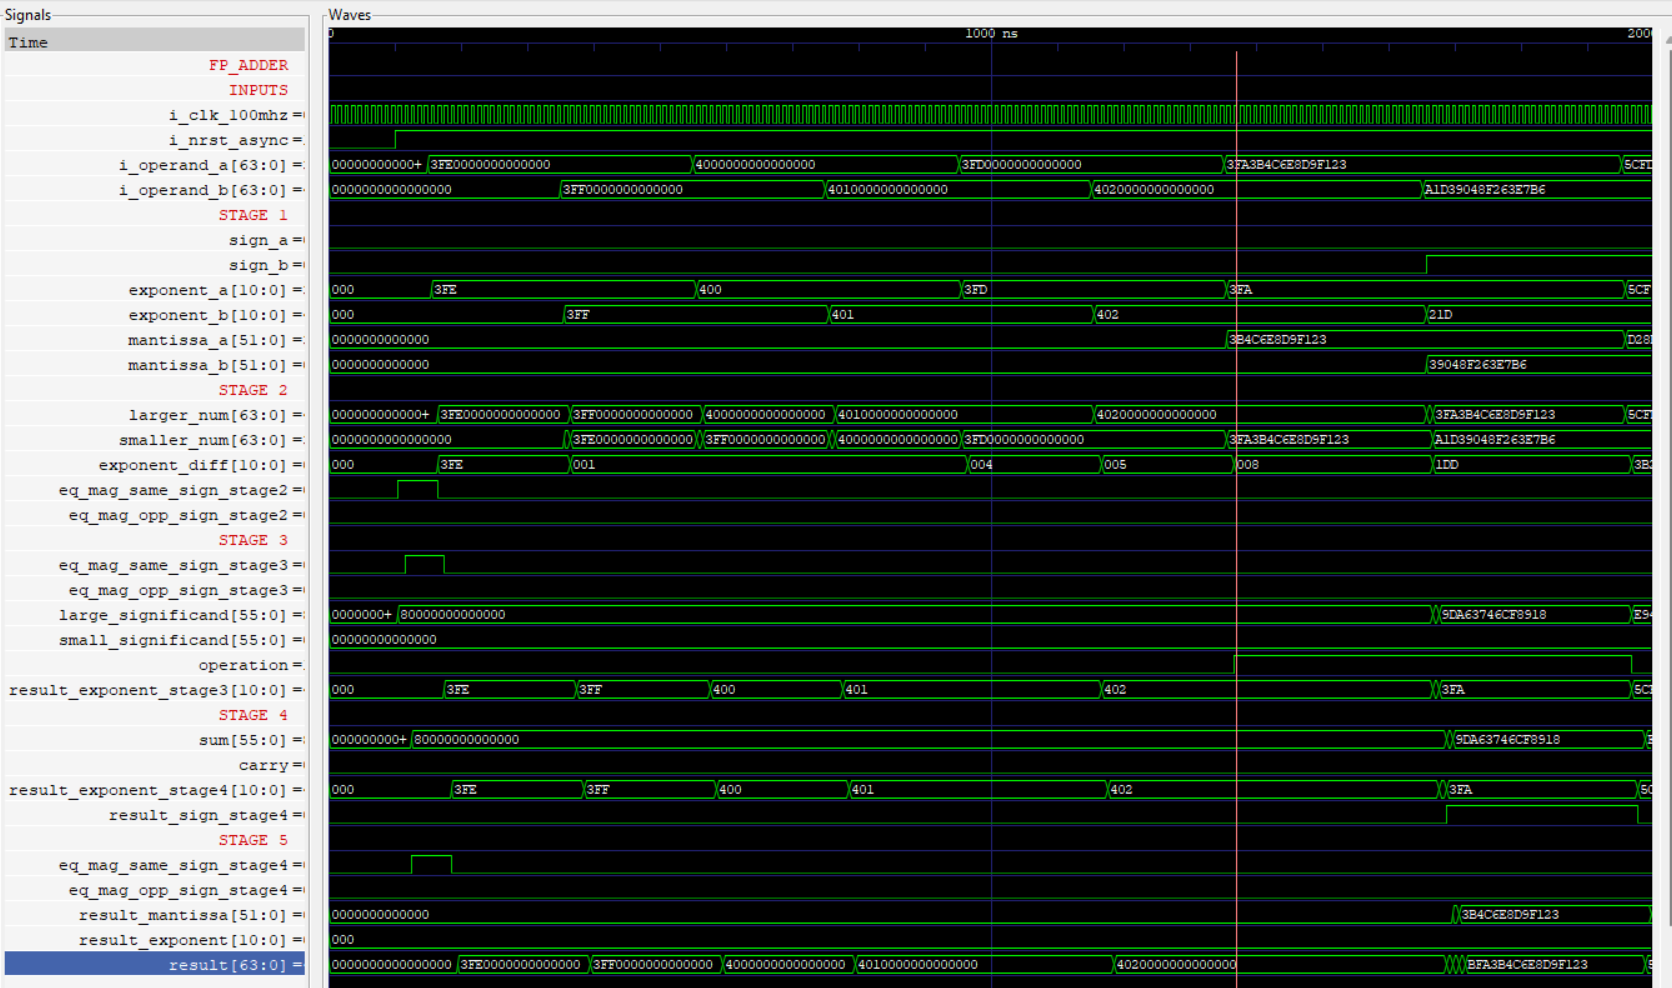 Signals
Waves
Time
0
1000 ns
200
FP_ADDER
INPUTS
i_clk_100mhz =
i_nrst_async =
i_operand_a[63:0] = 00000000000+ 3FE0000000000000 4000000000000000 3FD0000000000000 3FA3B4C6E8D9F123 5CF
i_operand_b[63:0] = 0000000000000000 3FF0000000000000 4010000000000000 4020000000000000 A1D39048F263E7B6
STAGE 1
sign_a =
sign_b =
exponent_a[10:0] = 000 3FE 400 3FD 3FA 5CF
exponent_b[10:0] = 000 3FF 401 402 21D
mantissa_a[51:0] = 0000000000000 3B4C6E8D9F123 D28
mantissa_b[51:0] = 0000000000000 39048F263E7B6
STAGE 2
larger_num[63:0] = 000000000000+ 3FE0000000000000 3FF0000000000000 4000000000000000 4010000000000000 4020000000000000 3FA3B4C6E8D9F123 5CF
smaller_num[63:0] = 0000000000000000 3FE0000000000000 3FF0000000000000 4000000000000000 3FD0000000000000 3FA3B4C6E8D9F123 A1D39048F263E7B6
exponent_diff[10:0] = 000 3FE 001 004 005 008 1DD 3B
eq_mag_same_sign_stage2 =
eq_mag_opp_sign_stage2 =
STAGE 3
eq_mag_same_sign_stage3 =
eq_mag_opp_sign_stage3 =
large_significand[55:0] = 0000000+ 80000000000000 9DA63746CF8918 E9
small_significand[55:0] = 00000000000000
operation =
result_exponent_stage3[10:0] = 000 3FE 3FF 400 401 402 3FA 5C
STAGE 4
sum[55:0] = 000000000+ 80000000000000 9DA63746CF8918
carry =
result_exponent_stage4[10:0] = 000 3FE 3FF 400 401 402 3FA 5C
result_sign_stage4 =
STAGE 5
eq_mag_same_sign_stage4 =
eq_mag_opp_sign_stage4 =
result_mantissa[51:0] = 0000000000000 3B4C6E8D9F123
result_exponent[10:0] = 000
result[63:0] = 0000000000000000 3FE0000000000000 3FF0000000000000 4000000000000000 4010000000000000 4020000000000000 BFA3B4C6E8D9F123